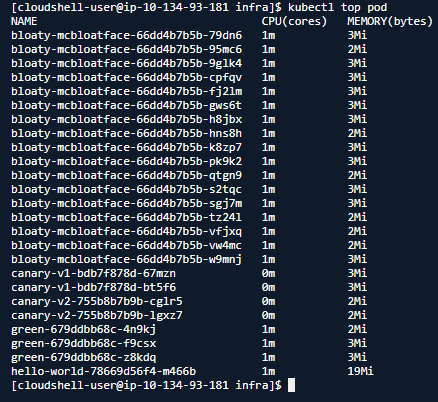 [cloudshell-user@ip-10-134-93-181 infra]$ kubectl top pod
NAME CPU(cores) MEMORY(bytes)
bloaty-mcbloatface-66dd4b7b5b-79dn6 1m 3Mi
bloaty-mcbloatface-66dd4b7b5b-95mc6 1m 2Mi
bloaty-mcbloatface-66dd4b7b5b-9glk4 1m 3Mi
bloaty-mcbloatface-66dd4b7b5b-cpfqv 1m 3Mi
bloaty-mcbloatface-66dd4b7b5b-fj2lm 1m 3Mi
bloaty-mcbloatface-66dd4b7b5b-gws6t 1m 3Mi
bloaty-mcbloatface-66dd4b7b5b-h8jbx 1m 3Mi
bloaty-mcbloatface-66dd4b7b5b-hns8h 1m 2Mi
bloaty-mcbloatface-66dd4b7b5b-k8zp7 1m 3Mi
bloaty-mcbloatface-66dd4b7b5b-pk9k2 1m 3Mi
bloaty-mcbloatface-66dd4b7b5b-qtgn9 1m 2Mi
bloaty-mcbloatface-66dd4b7b5b-s2tqc 1m 3Mi
bloaty-mcbloatface-66dd4b7b5b-sgj7m 1m 3Mi
bloaty-mcbloatface-66dd4b7b5b-tz24l 1m 2Mi
bloaty-mcbloatface-66dd4b7b5b-vfjxq 1m 2Mi
bloaty-mcbloatface-66dd4b7b5b-vw4mc 1m 2Mi
bloaty-mcbloatface-66dd4b7b5b-w9mnj 1m 3Mi
canary-v1-bdb7f878d-67mzn 0m 3Mi
canary-v1-bdb7f878d-bt5f6 0m 3Mi
canary-v2-755b8b7b9b-cglr5 0m 2Mi
canary-v2-755b8b7b9b-lgxz7 0m 2Mi
green-679ddbb68c-4n9kj 1m 2Mi
green-679ddbb68c-f9csx 1m 3Mi
green-679ddbb68c-z8kdq 1m 3Mi
hello-world-78669d56f4-m466b 1m 19Mi
[cloudshell-user@ip-10-134-93-181 infra]$